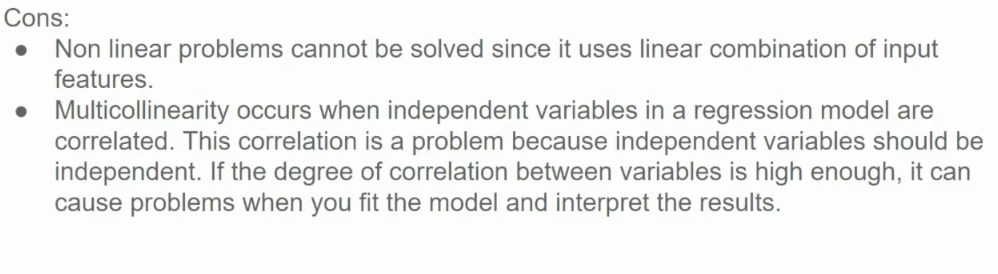 Cons:
● Non linear problems cannot be solved since it uses linear combination of input
features.
● Multicollinearity occurs when independent variables in a regression model are
correlated. This correlation is a problem because independent variables should be
independent. If the degree of correlation between variables is high enough, it can
cause problems when you fit the model and interpret the results.